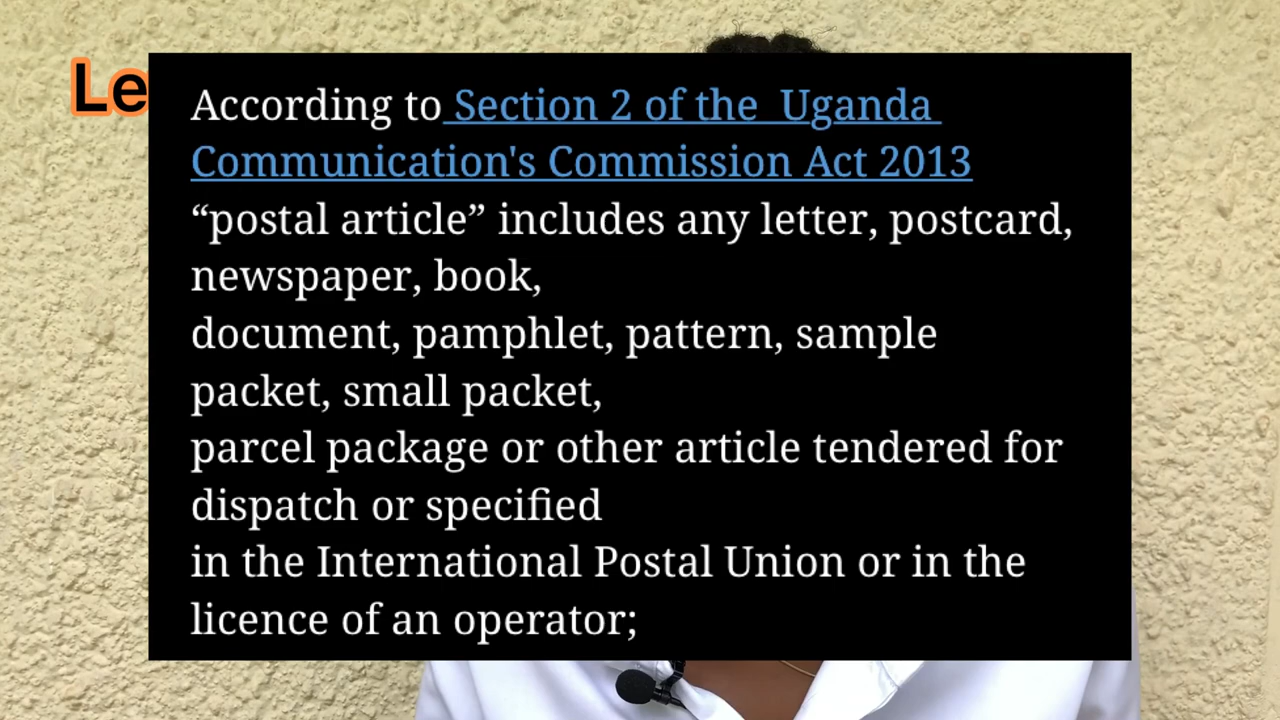 Le
According to Section 2 of the Uganda
Communication's Commission Act 2013
“postal article” includes any letter, postcard,
newspaper, book,
document, pamphlet, pattern, sample
packet, small packet,
parcel package or other article tendered for
dispatch or specified
in the International Postal Union or in the
licence of an operator;